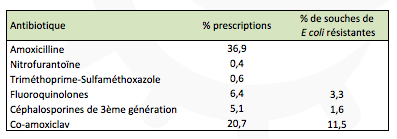 Antibiotique % prescriptions % de souches de
E coli résistantes
Amoxicilline 36,9
Nitrofurantoïne 0,4
Triméthoprime-Sulfaméthoxazole 0,6
Fluoroquinolones 6,4 3,3
Céphalosporines de 3ème génération 5,1 1,6
Co-amoxiclav 20,7 11,5